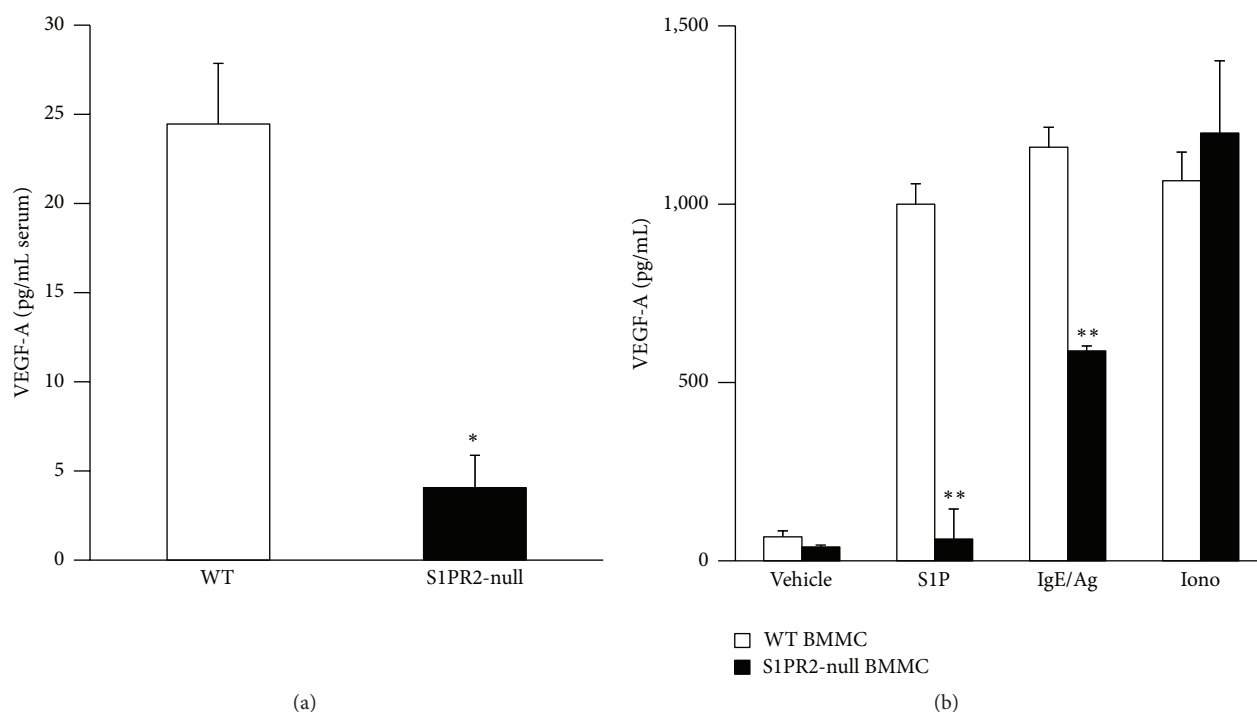 30
25
20
15
10
5
0
VEGF-A (pg/mL serum)
*
WT
S1PR2-null
(a)
1,500
1,000
500
0
VEGF-A (pg/mL)
**
**
Vehicle
S1P
IgE/Ag
Iono
WT BMMC
S1PR2-null BMMC
(b)